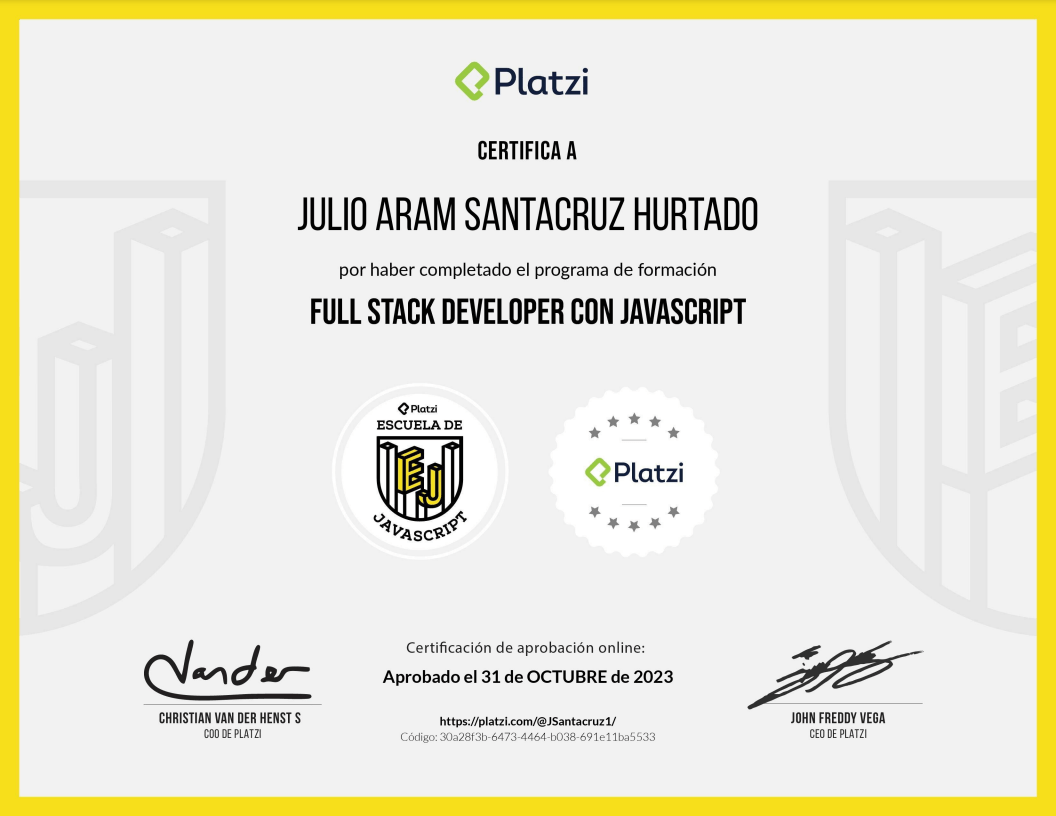 Platzi
CERTIFICA A
JULIO ARAM SANTACRUZ HURTADO
por haber completado el programa de formación
FULL STACK DEVELOPER CON JAVASCRIPT
Platzi
ESCUELA DE
EJ
JAVASCRIPT
Platzi
Certificación de aprobación online:
Aprobado el 31 de OCTUBRE de 2023
https://platzi.com/@JSantacruz1/
Código: 30a28f3b-6473-4464-b038-691e11ba5533
Vander
CHRISTIAN VAN DER HENST S
COO DE PLATZI
JOHN FREDDY VEGA
CEO DE PLATZI